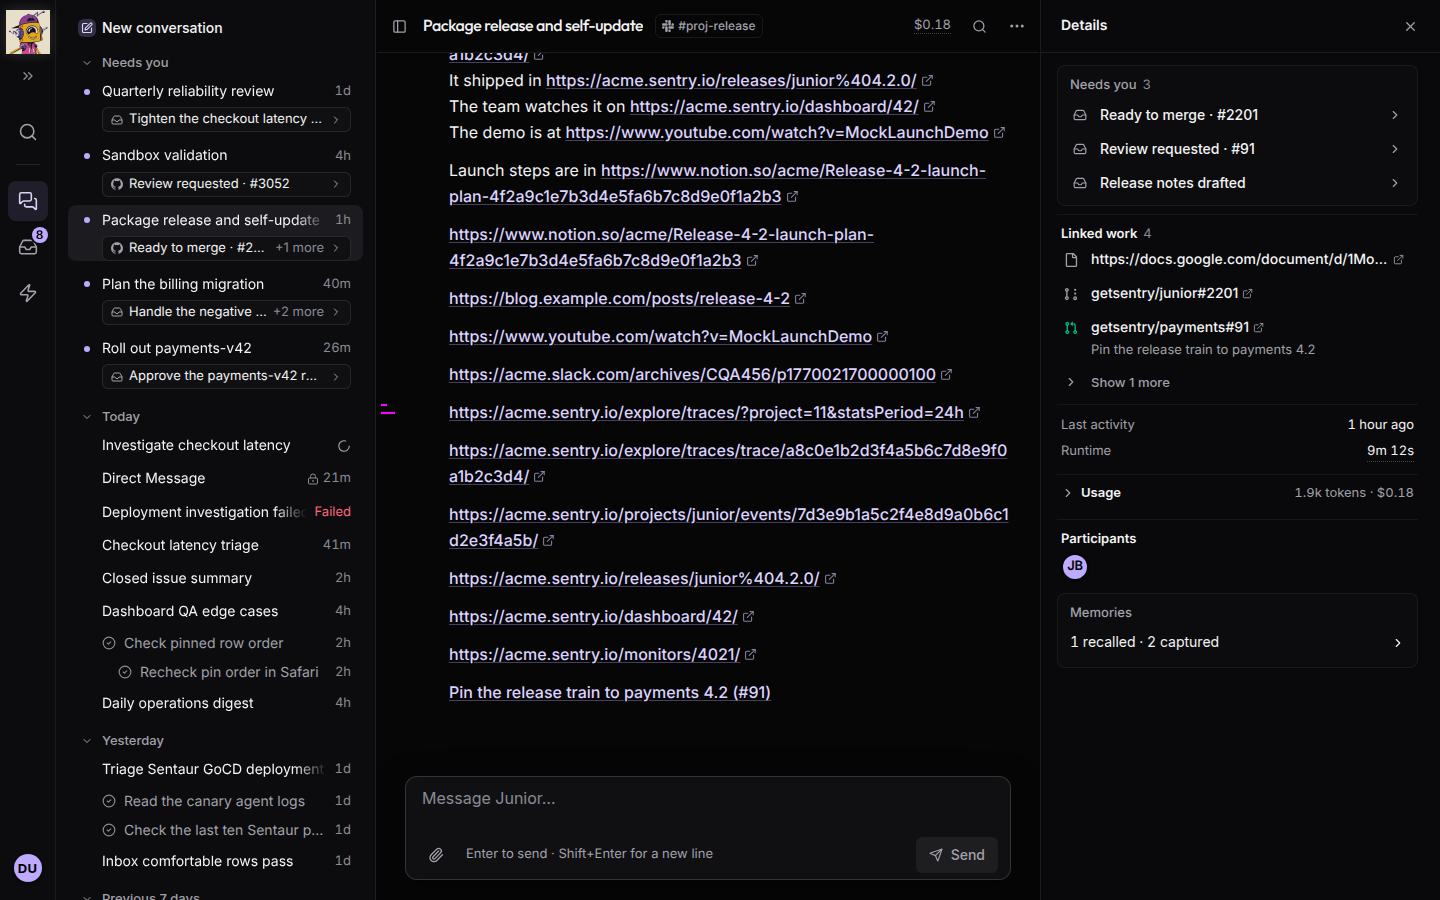 New conversation
Needs you
Quarterly reliability review 1d
Tighten the checkout latency ...
Sandbox validation 4h
Review requested · #3052
Package release and self-update 1h
Ready to merge · #2... +1 more
Plan the billing migration 40m
Handle the negative ... +2 more
Roll out payments-v42 26m
Approve the payments-v42 r...
8
Today
Investigate checkout latency
Direct Message 21m
Deployment investigation failed Failed
Checkout latency triage 41m
Closed issue summary 2h
Dashboard QA edge cases 4h
Check pinned row order 2h
Recheck pin order in Safari 2h
Daily operations digest 4h
Yesterday
Triage Sentaur GoCD deployment 1d
Read the canary agent logs 1d
Check the last ten Sentaur p... 1d
Inbox comfortable rows pass 1d
Previous 7 days
DU
Package release and self-update #proj-release $0.18
a1b2c3d4/
It shipped in https://acme.sentry.io/releases/junior%404.2.0/
The team watches it on https://acme.sentry.io/dashboard/42/
The demo is at https://www.youtube.com/watch?v=MockLaunchDemo
Launch steps are in https://www.notion.so/acme/Release-4-2-launch-
plan-4f2a9c1e7b3d4e5fa6b7c8d9e0f1a2b3
https://www.notion.so/acme/Release-4-2-launch-plan-
4f2a9c1e7b3d4e5fa6b7c8d9e0f1a2b3
https://blog.example.com/posts/release-4-2
https://www.youtube.com/watch?v=MockLaunchDemo
https://acme.slack.com/archives/CQA456/p1770021700000100
https://acme.sentry.io/explore/traces/?project=11&statsPeriod=24h
https://acme.sentry.io/explore/traces/trace/a8c0e1b2d3f4a5b6c7d8e9f0
a1b2c3d4/
https://acme.sentry.io/projects/junior/events/7d3e9b1a5c2f4e8d9a0b6c1
d2e3f4a5b/
https://acme.sentry.io/releases/junior%404.2.0/
https://acme.sentry.io/dashboard/42/
https://acme.sentry.io/monitors/4021/
Pin the release train to payments 4.2 (#91)
Message Junior...
Enter to send · Shift+Enter for a new line
Send
Details
Needs you 3
Ready to merge · #2201
Review requested · #91
Release notes drafted
Linked work 4
https://docs.google.com/document/d/1Mo...
getsentry/junior#2201
getsentry/payments#91
Pin the release train to payments 4.2
Show 1 more
Last activity 1 hour ago
Runtime 9m 12s
Usage 1.9k tokens · $0.18
Participants
JB
Memories
1 recalled · 2 captured